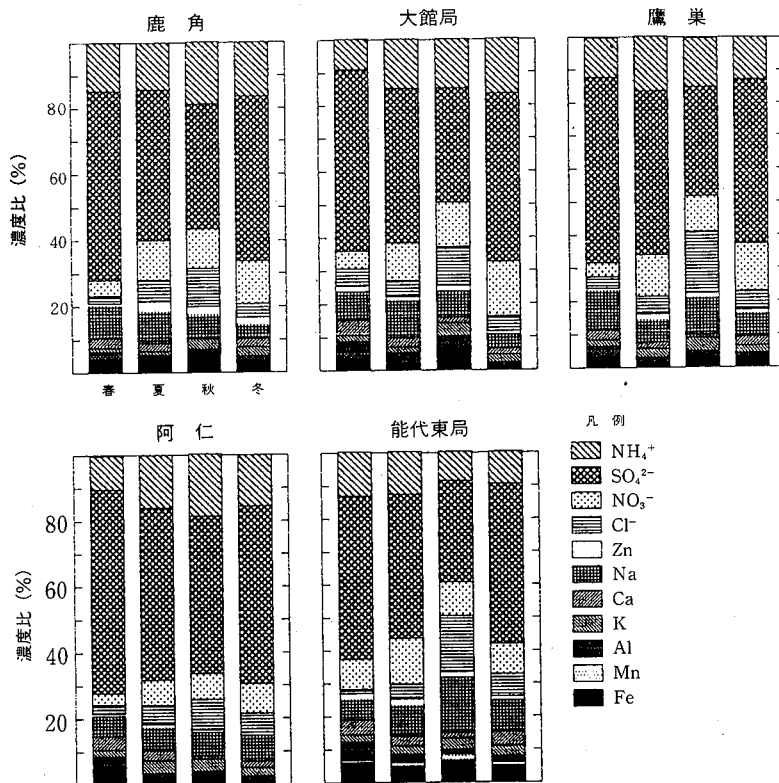 鹿角
大館局
鷹巣
濃度比 (%)
80
60
40
20
春 夏 秋 冬
阿仁
能代東局
濃度比 (%)
80
60
40
20
凡例
NH₄⁺
SO₄²⁻
NO₃⁻
Cl⁻
Zn
Na
Ca
K
Al
Mn
Fe